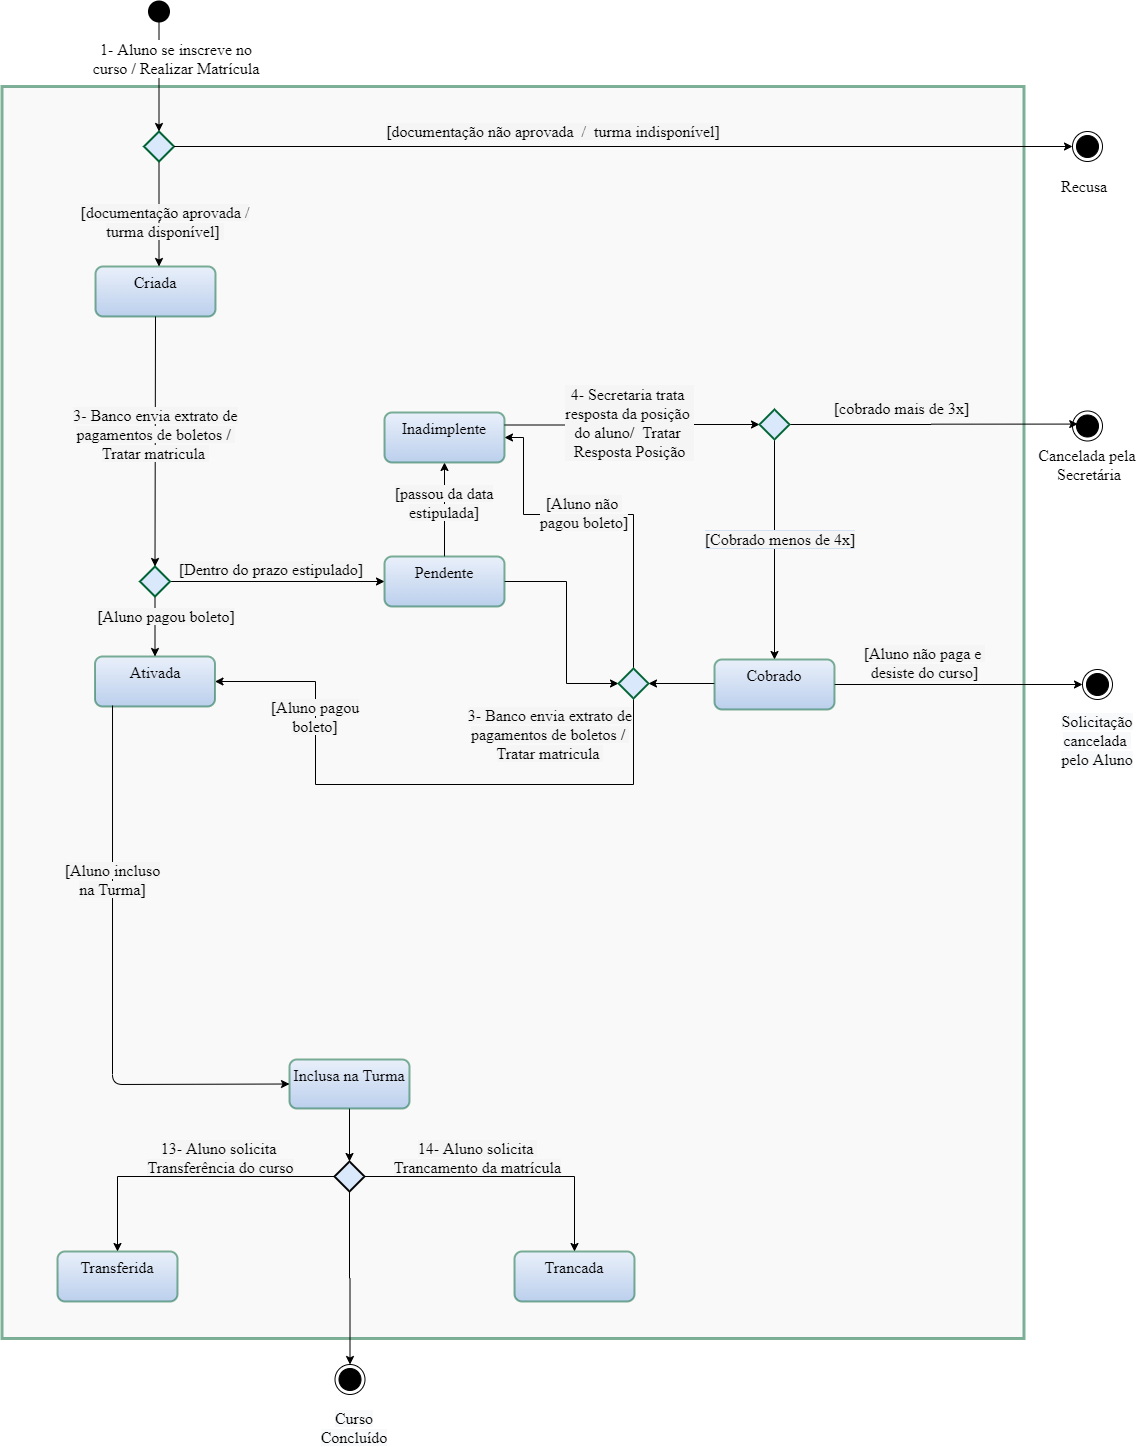 1- Aluno se inscreve no
curso / Realizar Matrícula
[documentação não aprovada / turma indisponível]
Recusa
[documentação aprovada /
turma disponível]
Criada
3- Banco envia extrato de
pagamentos de boletos /
Tratar matricula
Inadimplente
4- Secretaria trata
resposta da posição
do aluno/ Tratar
Resposta Posição
[cobrado mais de 3x]
Cancelada pela
Secretária
[passou da data
estipulada]
[Aluno não
pagou boleto]
[Cobrado menos de 4x]
[Dentro do prazo estipulado]
Pendente
[Aluno pagou boleto]
Ativada
[Aluno pagou
boleto]
3- Banco envia extrato de
pagamentos de boletos /
Tratar matricula
Cobrado
[Aluno não paga e
desiste do curso]
Solicitação
cancelada
pelo Aluno
[Aluno incluso
na Turma]
Inclusa na Turma
13- Aluno solicita
Transferência do curso
14- Aluno solicita
Trancamento da matrícula
Transferida
Trancada
Curso
Concluído